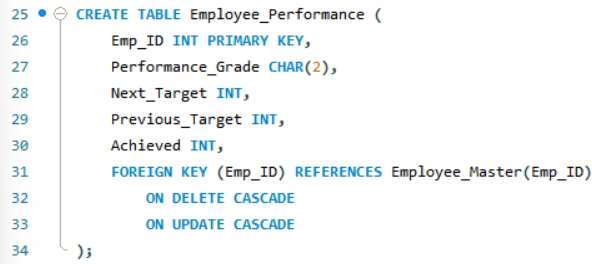 25 CREATE TABLE Employee_Performance (
26 Emp_ID INT PRIMARY KEY,
27 Performance_Grade CHAR(2),
28 Next_Target INT,
29 Previous_Target INT,
30 Achieved INT,
31 FOREIGN KEY (Emp_ID) REFERENCES Employee_Master(Emp_ID)
32 ON DELETE CASCADE
33 ON UPDATE CASCADE
34 );